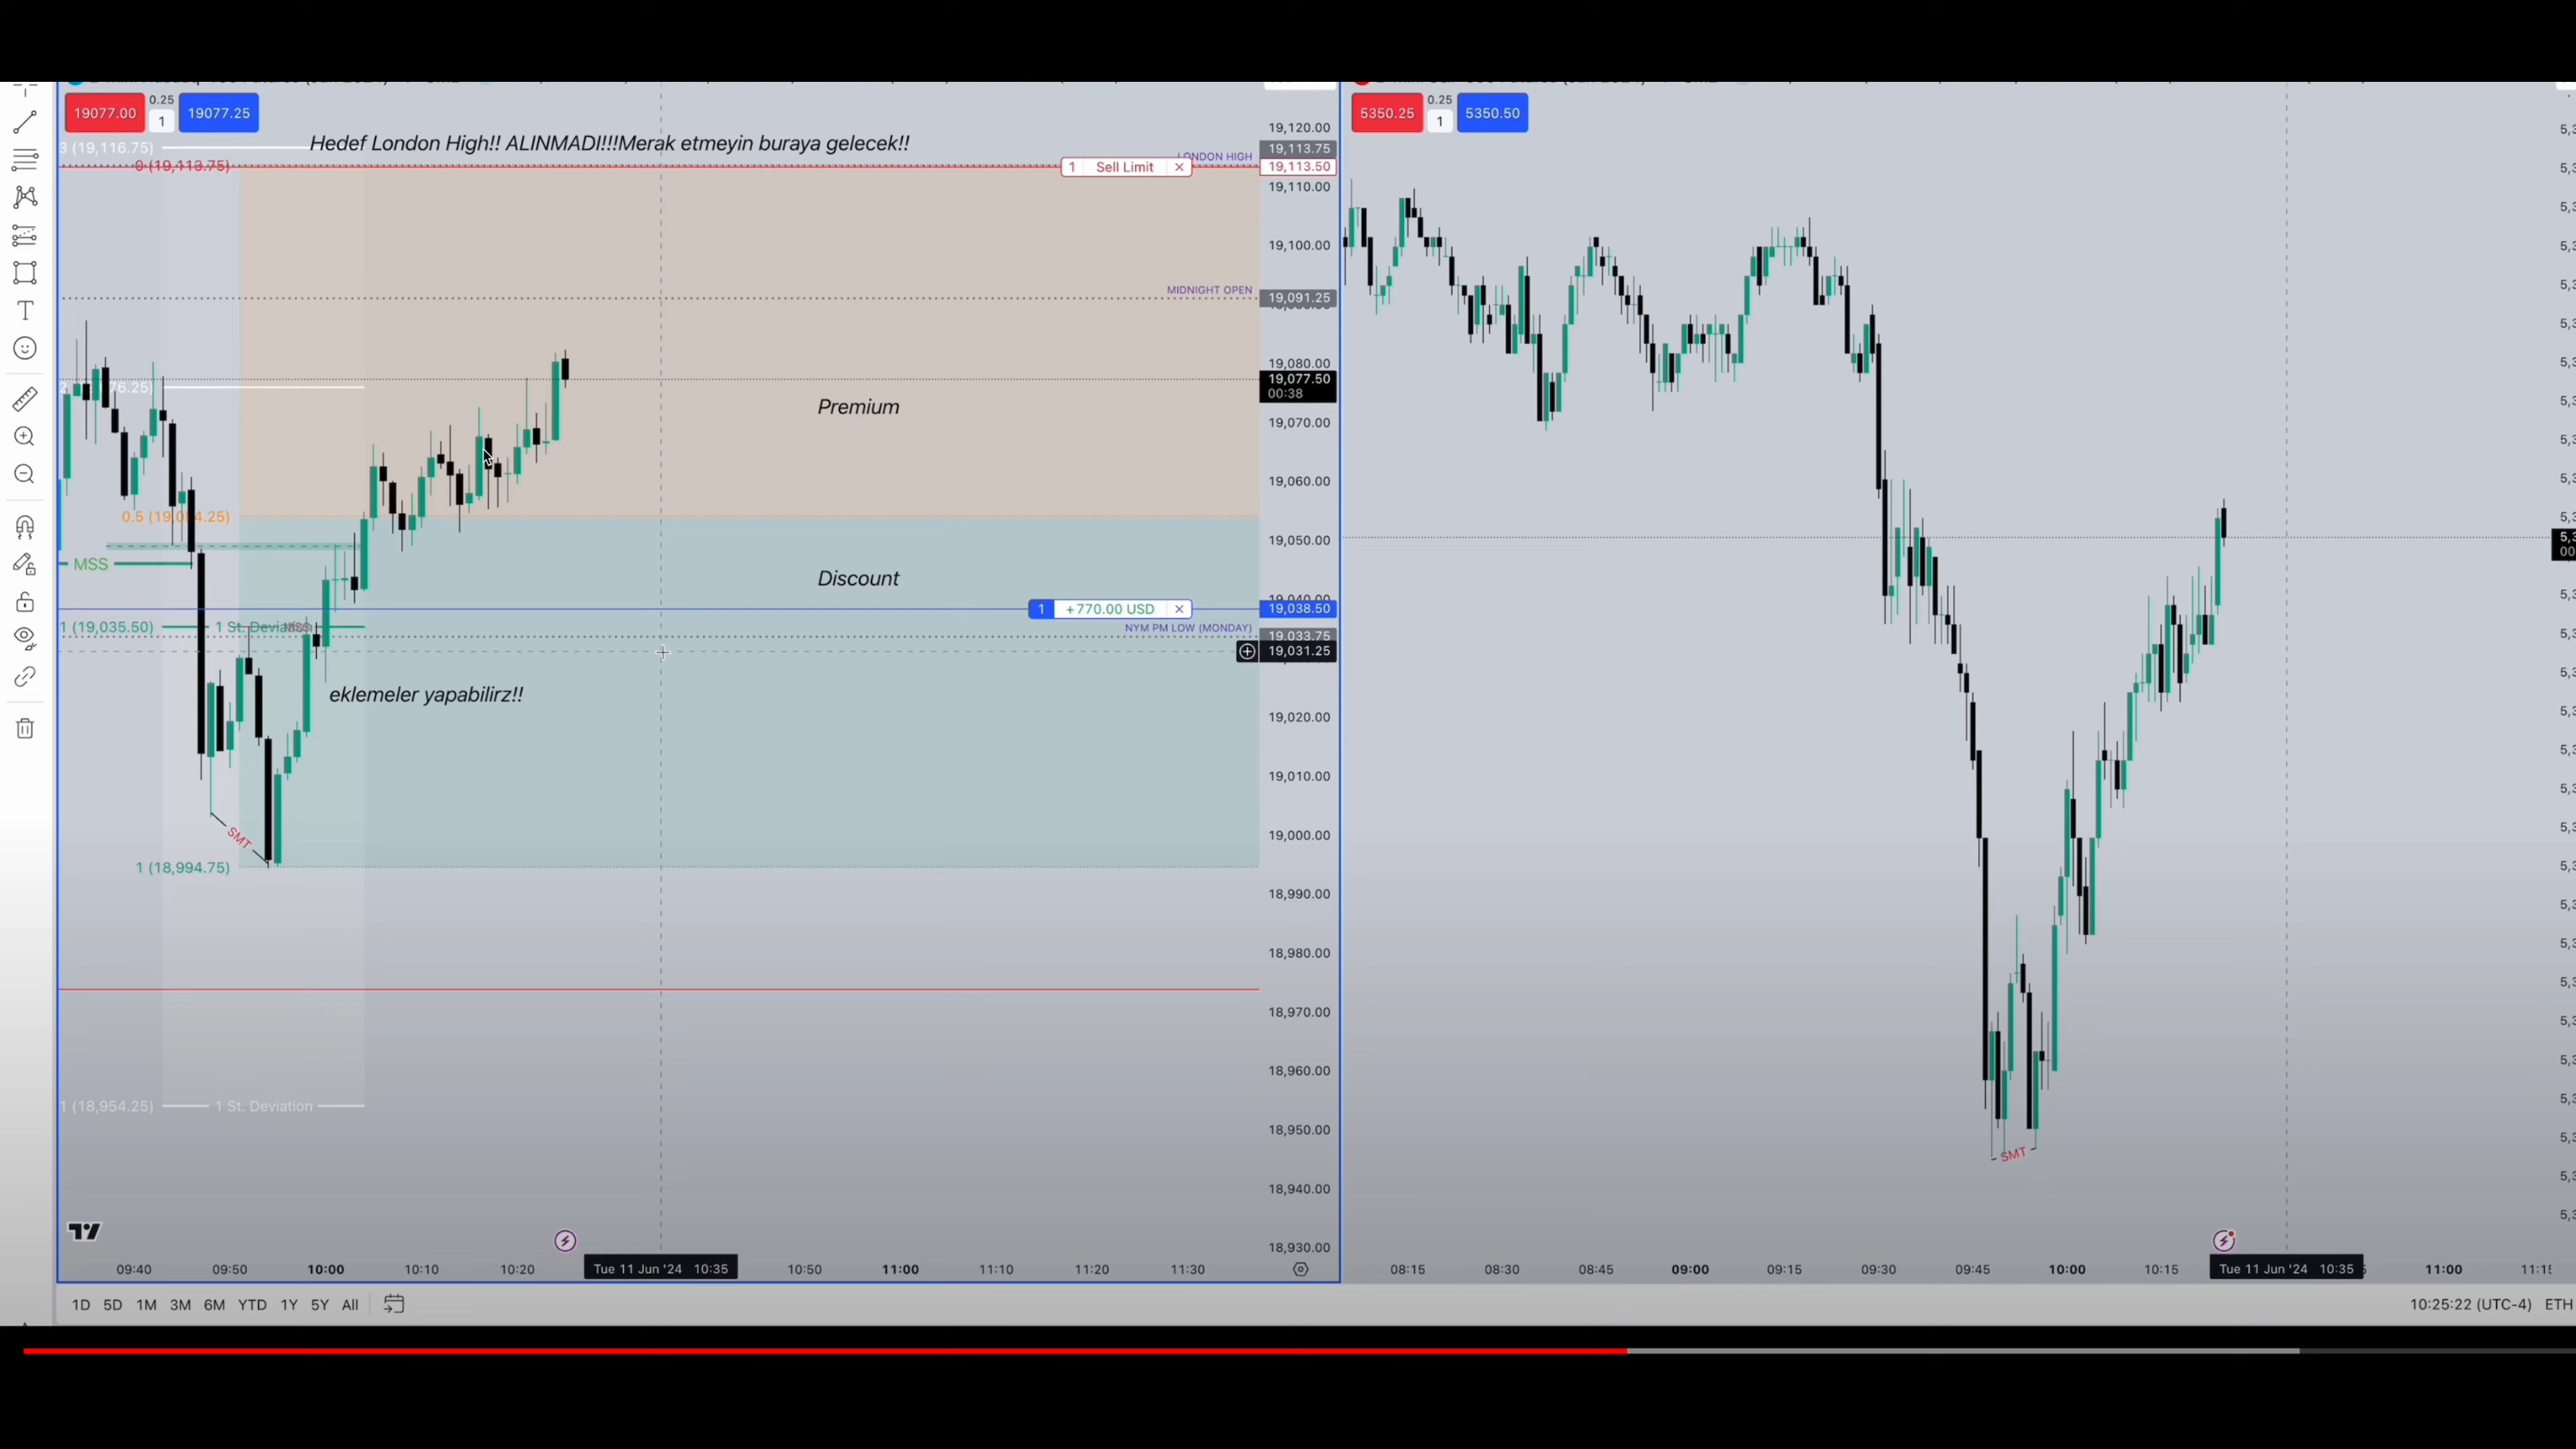 19077.00 0.25 1 19077.25
Hedef London High!! ALINMADI!!!Merak etmeyin buraya gelecek!!
3 (19,116.75)
0 (19,113.75)
1 Sell Limit
LONDON HIGH
MIDNIGHT OPEN
Premium
0.5 (19,054.25)
MSS
Discount
1 +770.00 USD
1 (19,035.50) 1 St. Deviation MSS
NYM PM LOW (MONDAY)
eklemeler yapabilirz!!
SMT
1 (18,994.75)
1 (18,954.25) 1 St. Deviation
19,120.00
19,113.75
19,113.50
19,110.00
19,100.00
19,091.25
19,080.00
19,077.50
00:38
19,070.00
19,060.00
19,050.00
19,040.00
19,038.50
19,033.75
19,031.25
19,020.00
19,010.00
19,000.00
18,990.00
18,980.00
18,970.00
18,960.00
18,950.00
18,940.00
18,930.00
09:40 09:50 10:00 10:10 10:20 Tue 11 Jun '24 10:35 10:50 11:00 11:10 11:20 11:30
5350.25 0.25 1 5350.50
SMT
08:15 08:30 08:45 09:00 09:15 09:30 09:45 10:00 10:15 Tue 11 Jun '24 10:35 11:00 11:15
1D 5D 1M 3M 6M YTD 1Y 5Y All
10:25:22 (UTC-4) ETH